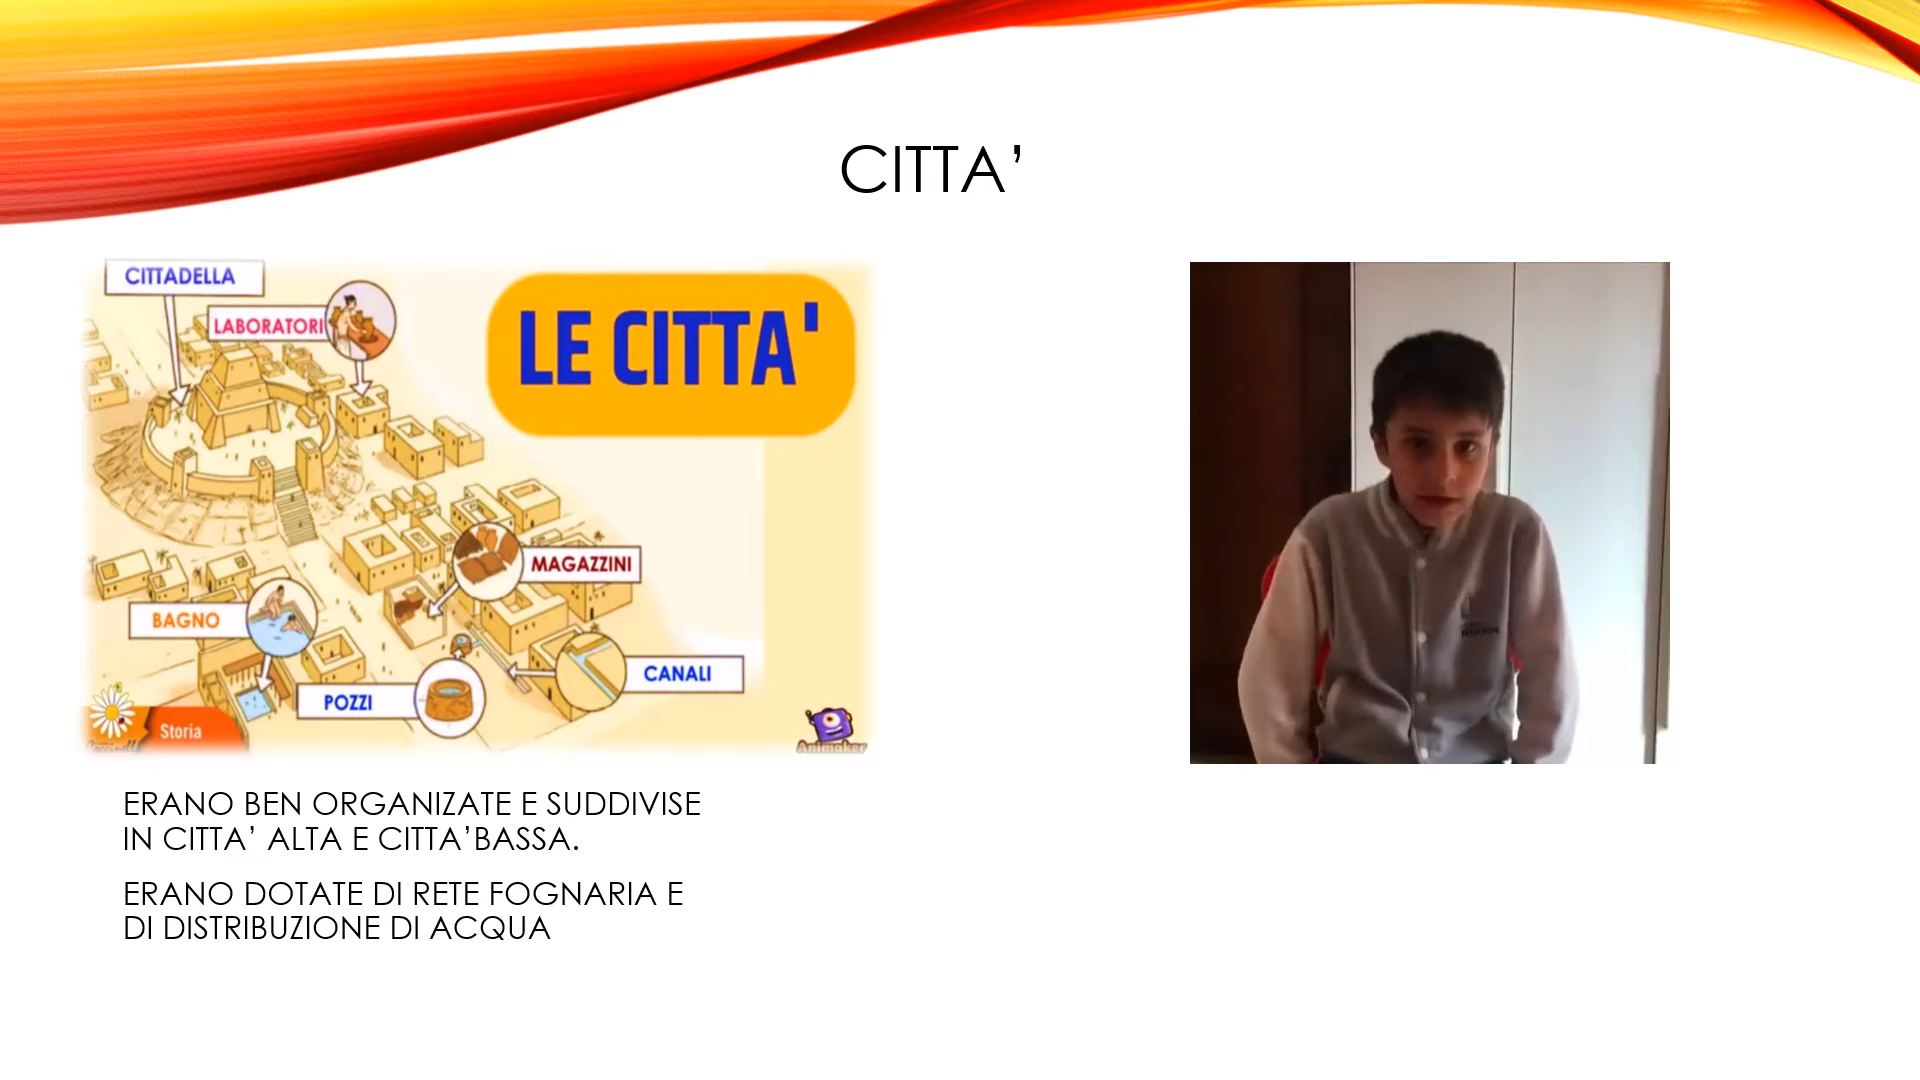 CITTA’
CITTADELLA
LABORATORI
LE CITTA'
MAGAZZINI
BAGNO
CANALI
POZZI
Storia
Animaker
ERANO BEN ORGANIZATE E SUDDIVISE
IN CITTA’ ALTA E CITTA’BASSA.
ERANO DOTATE DI RETE FOGNARIA E
DI DISTRIBUZIONE DI ACQUA